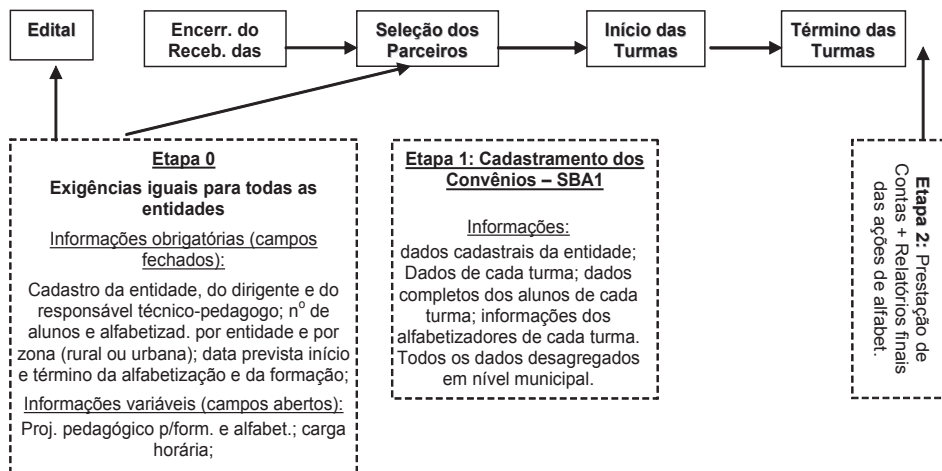 Edital
Encerr. do
Receb. das
Seleção dos
Parceiros
Início das
Turmas
Término das
Turmas
Etapa 0
Exigências iguais para todas as
entidades
Informações obrigatórias (campos
fechados):
Cadastro da entidade, do dirigente e do
responsável técnico-pedagogo; nº de
alunos e alfabetizad. por entidade e por
zona (rural ou urbana); data prevista início
e término da alfabetização e da formação;
Informações variáveis (campos abertos):
Proj. pedagógico p/form. e alfabet.; carga
horária;
Etapa 1: Cadastramento dos
Convênios – SBA1
Informações:
dados cadastrais da entidade;
Dados de cada turma; dados
completos dos alunos de cada
turma; informações dos
alfabetizadores de cada turma.
Todos os dados desagregados
em nível municipal.
Etapa 2: Prestação de
Contas + Relatórios finais
das ações de alfabet.